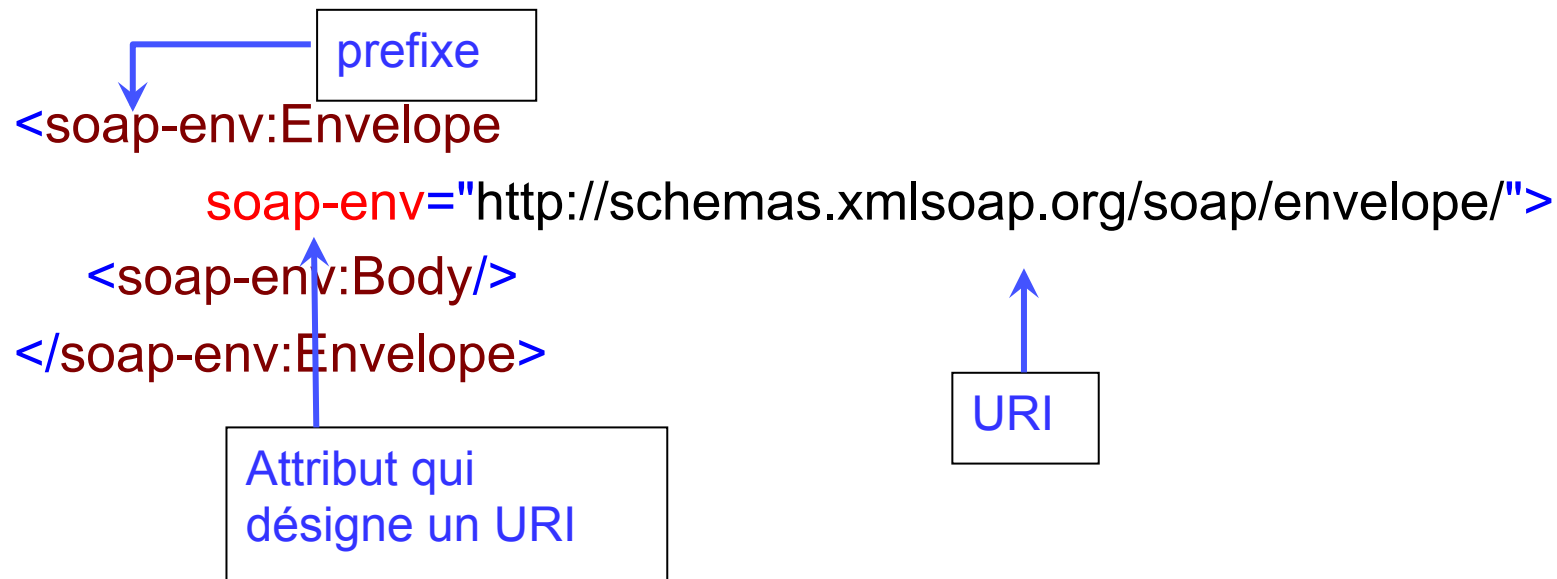 prefixe
<soap-env:Envelope
soap-env="http://schemas.xmlsoap.org/soap/envelope/">
<soap-env:Body/>
</soap-env:Envelope>
URI
Attribut qui
désigne un URI